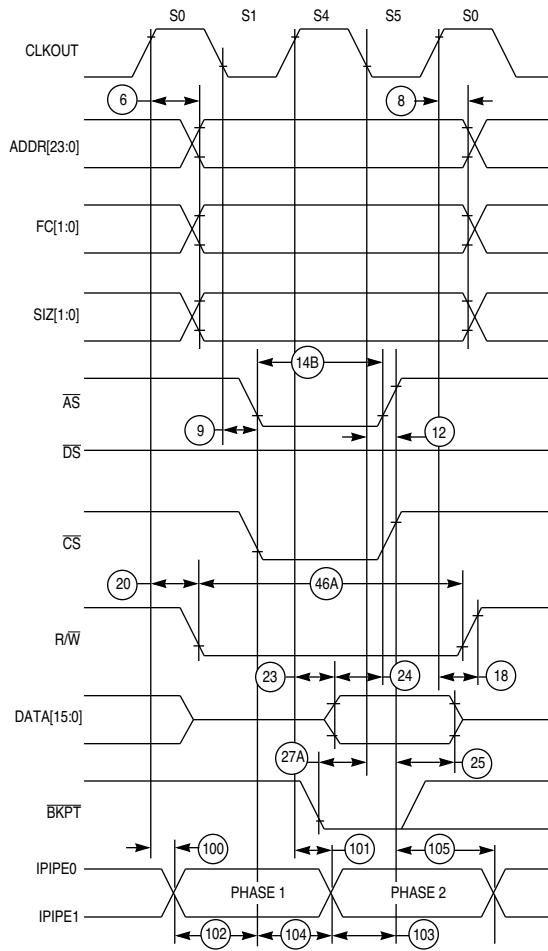 S0 S1 S4 S5 S0
CLKOUT
6 8
ADDR[23:0]
FC[1:0]
SIZ[1:0]
14B
AS
9 12
DS
CS
20 46A
R/W
23 24 18
DATA[15:0]
27A 25
BKPT
100 101 105
IPIPE0
PHASE 1 PHASE 2
IPIPE1
102 104 103